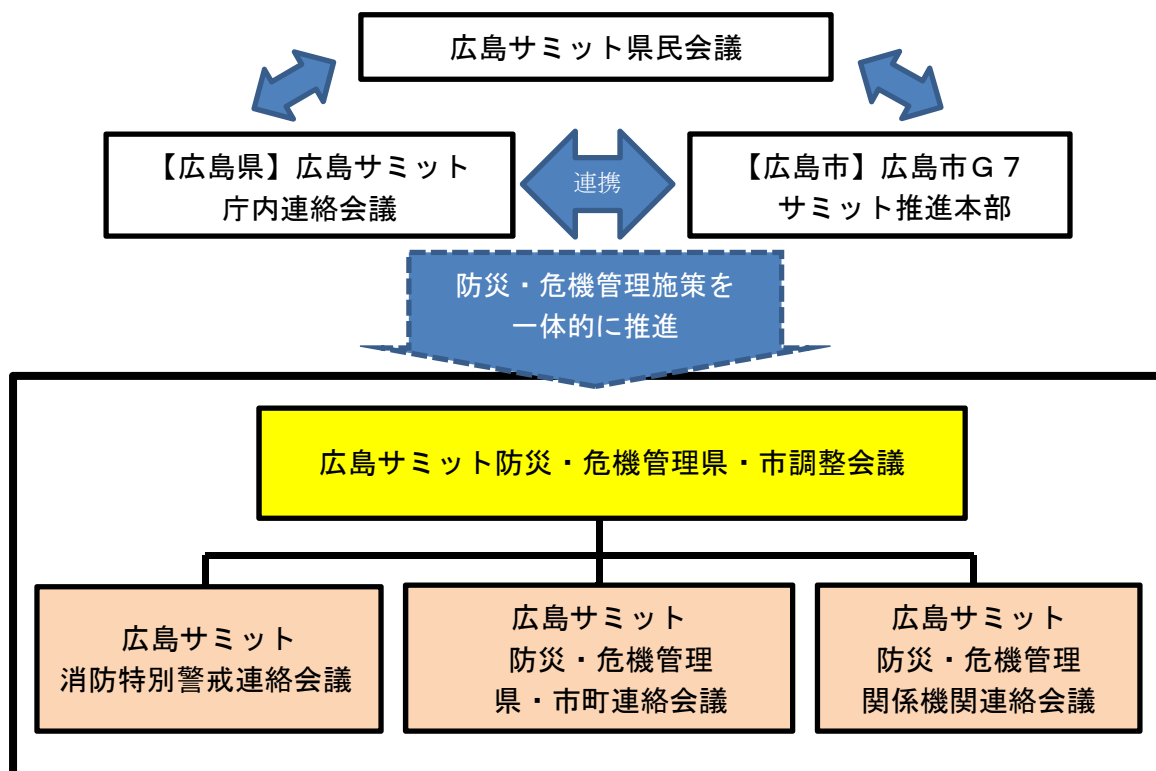 広島サミット県民会議
【広島県】広島サミット
庁内連絡会議
連携
【広島市】広島市G7
サミット推進本部
防災・危機管理施策を
一体的に推進
広島サミット防災・危機管理県・市調整会議
広島サミット
消防特別警戒連絡会議
広島サミット
防災・危機管理
県・市町連絡会議
広島サミット
防災・危機管理
関係機関連絡会議